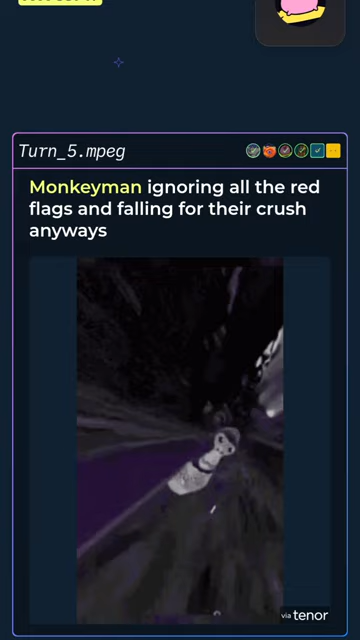 Turn_5.mpeg
Monkeyman ignoring all the red
flags and falling for their crush
anyways
via tenor